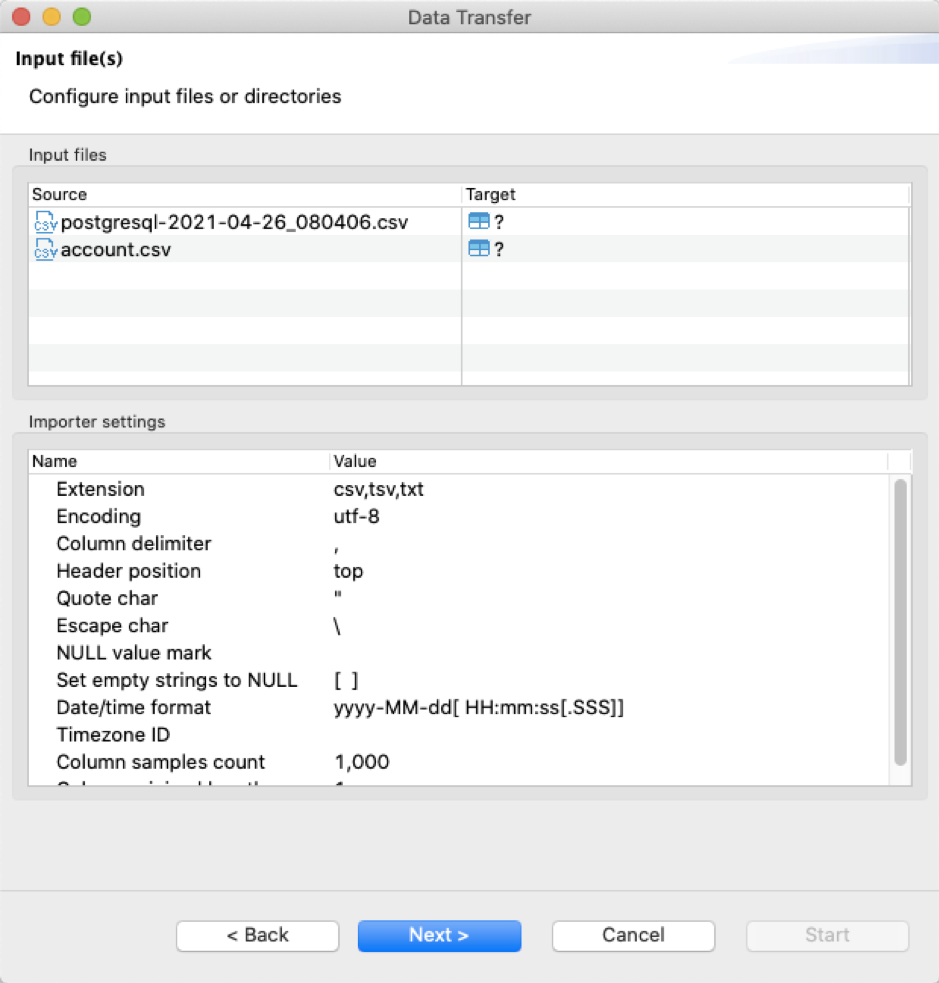 Data Transfer
Input file(s)
Configure input files or directories
Input files
Source Target
CSV postgresql-2021-04-26_080406.csv ?
CSV account.csv ?
Importer settings
Name Value
Extension csv,tsv,txt
Encoding utf-8
Column delimiter ,
Header position top
Quote char "
Escape char \
NULL value mark
Set empty strings to NULL [ ]
Date/time format yyyy-MM-dd[ HH:mm:ss[.SSS]]
Timezone ID
Column samples count 1,000
< Back Next > Cancel Start